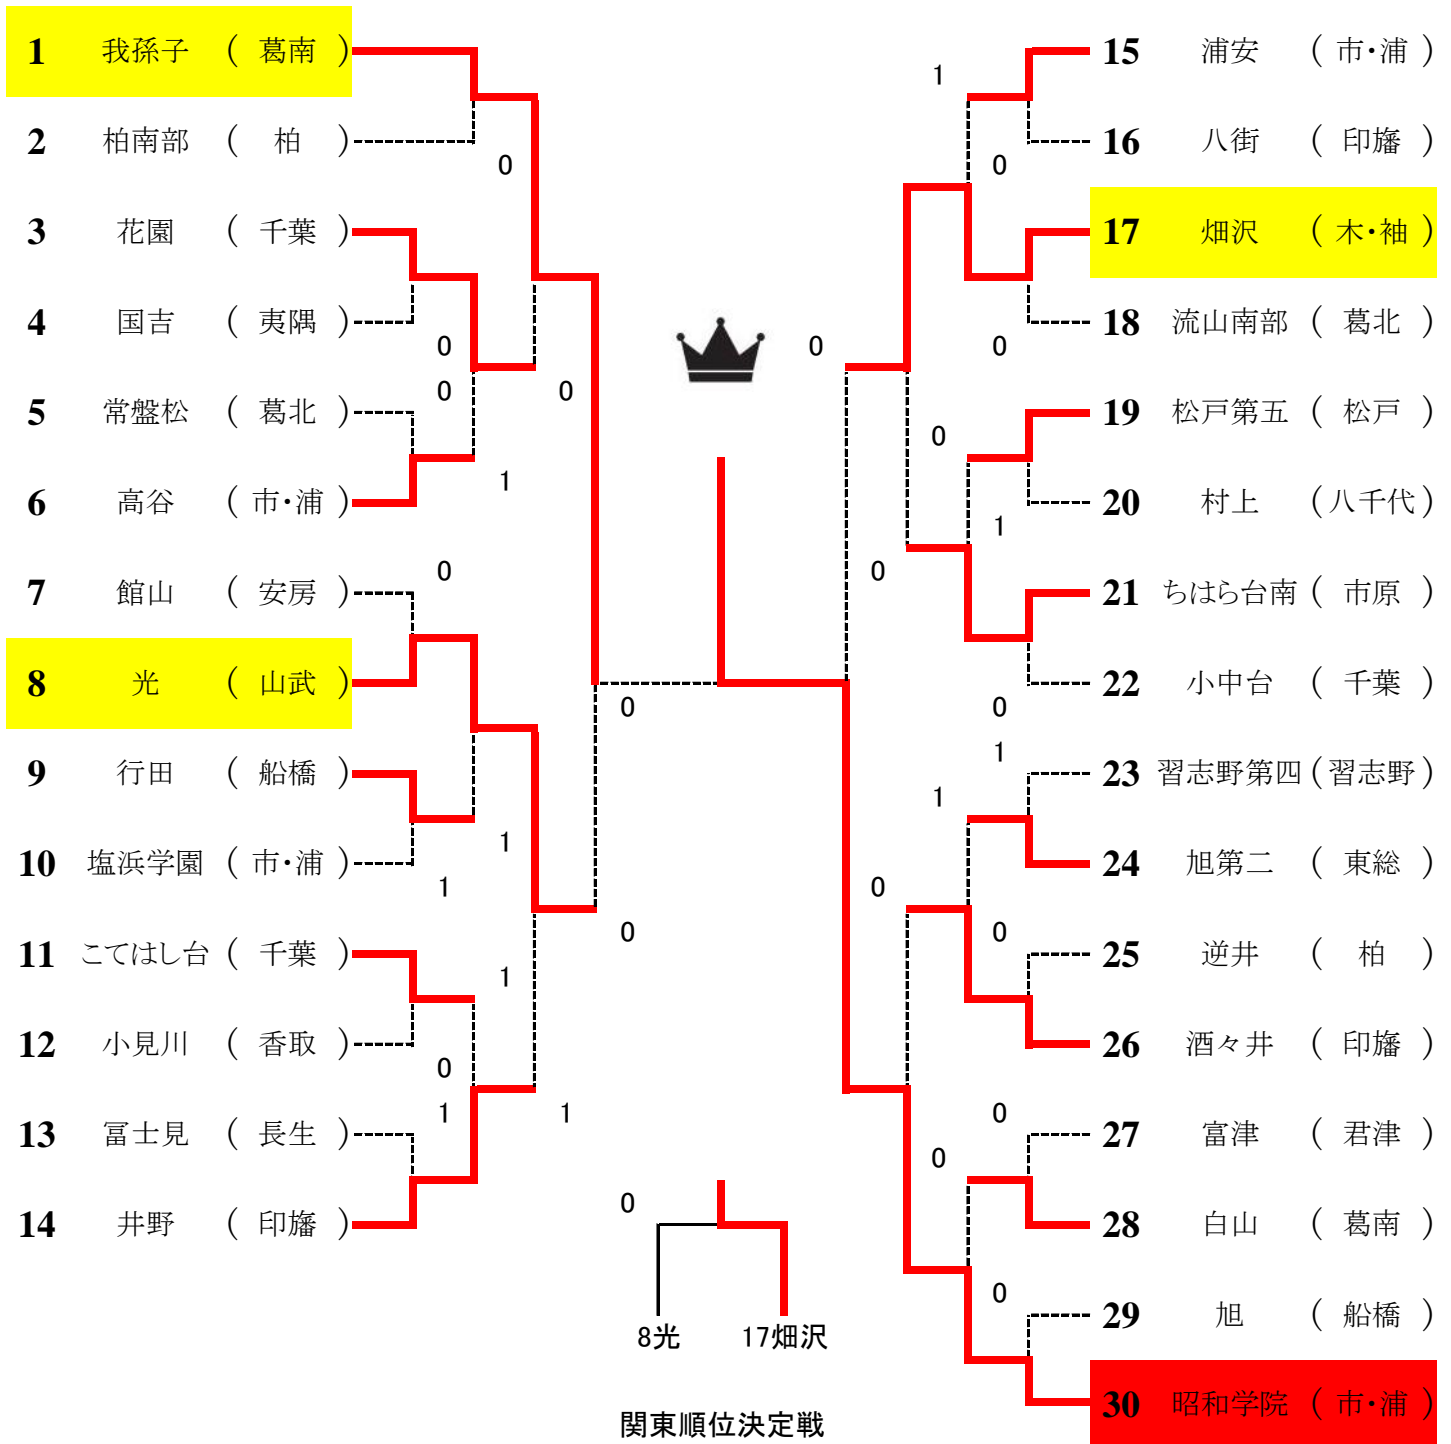 1 我孫子 ( 葛南 )
2 柏南部 ( 柏 )
0
3 花園 ( 千葉 )
4 国吉 ( 夷隅 )
0
0
0
5 常盤松 ( 葛北 )
1
6 高谷 ( 市・浦 )
0
7 館山 ( 安房 )
8 光 ( 山武 )
0
9 行田 ( 船橋 )
1
10 塩浜学園 ( 市・浦 )
1
0
11 こてはし台 ( 千葉 )
1
12 小見川 ( 香取 )
0
1
1
13 冨士見 ( 長生 )
14 井野 ( 印旛 )
15 浦安 ( 市・浦 )
1
16 八街 ( 印旛 )
0
17 畑沢 ( 木・袖 )
18 流山南部 ( 葛北 )
0
0
19 松戸第五 ( 松戸 )
0
20 村上 ( 八千代 )
1
0
21 ちはら台南 ( 市原 )
22 小中台 ( 千葉 )
0
1
23 習志野第四 ( 習志野 )
1
24 旭第二 ( 東総 )
0
0
25 逆井 ( 柏 )
26 酒々井 ( 印旛 )
0
27 富津 ( 君津 )
0
28 白山 ( 葛南 )
0
29 旭 ( 船橋 )
30 昭和学院 ( 市・浦 )
0
8光 17畑沢
関東順位決定戦